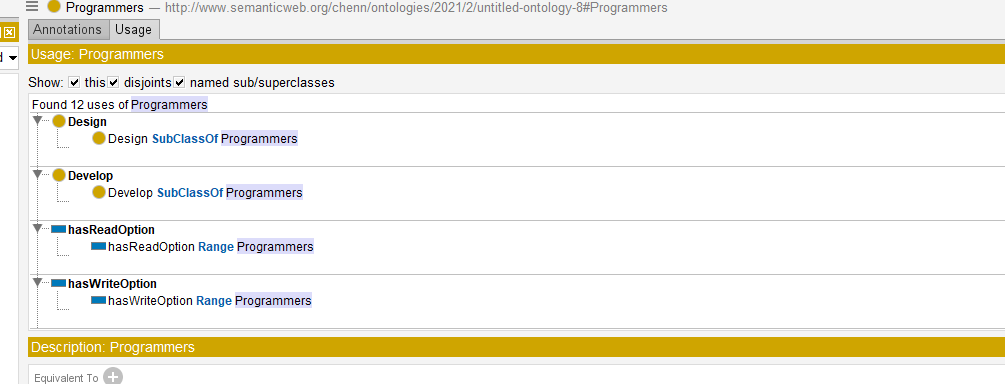 Programmers — http://www.semanticweb.org/chenn/ontologies/2021/2/untitled-ontology-8#Programmers
Annotations Usage
Usage: Programmers
Show: this disjoints named sub/superclasses
Found 12 uses of Programmers
Design
Design SubClassOf Programmers
Develop
Develop SubClassOf Programmers
hasReadOption
hasReadOption Range Programmers
hasWriteOption
hasWriteOption Range Programmers
Description: Programmers
Equivalent To